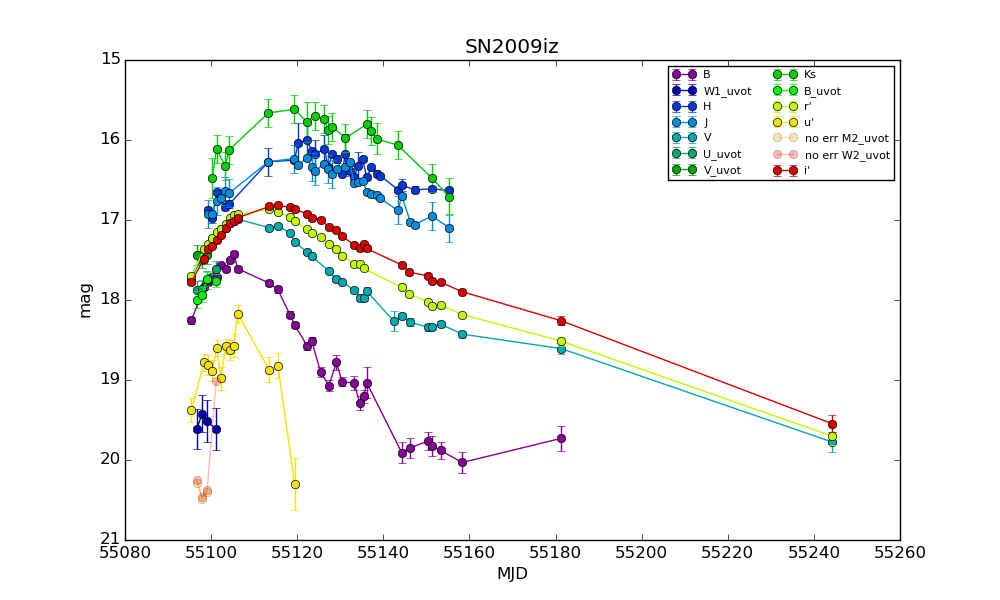 SN2009iz
15
16
17
18
19
20
21
mag
55080
55100
55120
55140
55160
55180
55200
55220
55240
55260
MJD
B
W1_uvot
H
J
V
U_uvot
V_uvot
Ks
B_uvot
r'
u'
no err M2_uvot
no err W2_uvot
i'